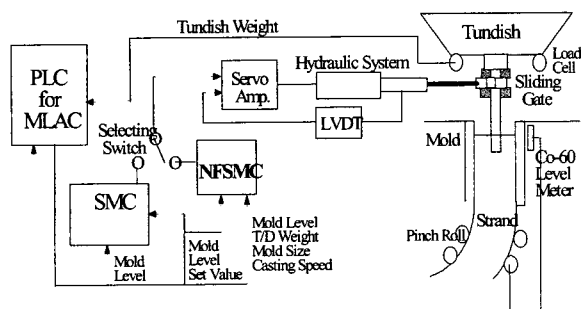 Tundish Weight
Tundish
PLC
for
MLAC
Servo
Amp.
Hydraulic System
Load
Cell
Sliding
Gate
LVDT
Selecting
Switch
Mold
Co-60
Level
Meter
SMC
NFSMC
Strand
Pinch Roll
Mold
Level
Mold
Level
Set Value
Mold Level
T/D Weight
Mold Size
Casting Speed